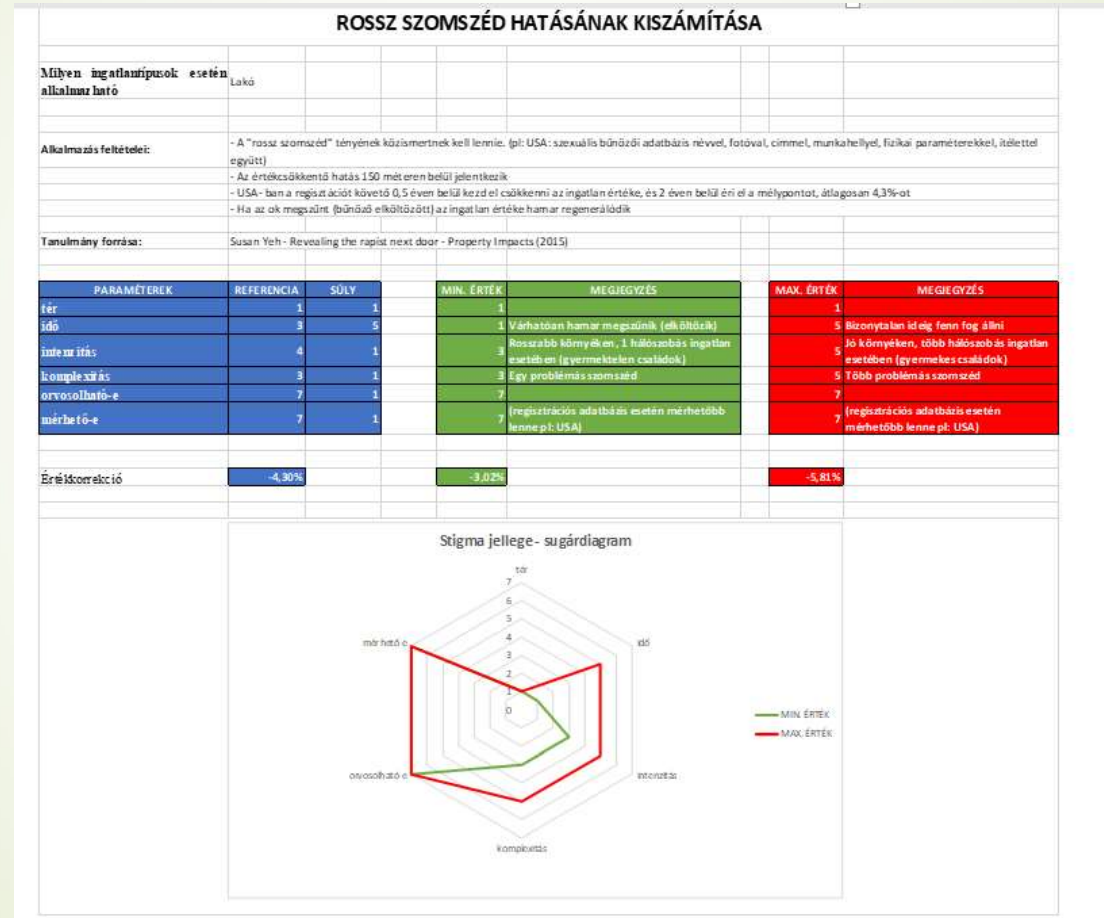 ROSSZ SZOMSZÉD HATÁSÁNAK KISZÁMÍTÁSA
Milyen ingatlantípusok esetén
alkalmazható
Lakó
Alkalmazás feltételei:
- A "rossz szomszéd" tényének közismertnek kell lennie. (pl: USA: szexuális bűnözői adatbázis névvel, fotóval, címmel, munkahellyel, fizikai paraméterekkel, ítélettel
együtt)
- Az értékcsökkentő hatás 150 méteren belül jelentkezik
- USA- ban a regisztációt követő 0,5 éven belül kezd el csökkenni az ingatlan értéke, és 2 éven belül éri el a mélypontot, átlagosan 4,3%-ot
- Ha az ok megszűnt (bűnöző elköltözött) az ingatlan értéke hamar regenerálódik
Tanulmány forrása:
Susan Yeh - Revealing the rapist next door - Property Impacts (2015)
PARAMÉTEREK REFERENCIA SÚLY MIN. ÉRTÉK MEGJEGYZÉS MAX. ÉRTÉK MEGJEGYZÉS
tér 1 1 1 1
idő 3 5 1 Várhatóan hamar megszűnik (elköltözik) 5 Bizonytalan ideig fenn fog állni
intenzitás 4 1 3 Rosszabb környéken, 1 hálószobás ingatlan
esetében (gyermektelen családok)
5 Jó környéken, több hálószobás ingatlan
esetében (gyermekes családok)
komplexitás 3 1 3 Egy problémás szomszéd 5 Több problémás szomszéd
orvosolható-e 7 1 7 7
mérhető-e 7 1 7 (regisztrációs adatbázis esetén mérhetőbb
lenne pl: USA)
7 (regisztrációs adatbázis esetén
mérhetőbb lenne pl: USA)
Értékkorrekció -4,30% -3,02% -5,81%
Stigma jellege- sugárdiagram
tér
7
6
5
4
3
2
1
0
mérhető-e
idő
MIN. ÉRTÉK
MAX. ÉRTÉK
orvosolható-e
intenzitás
komplexitás